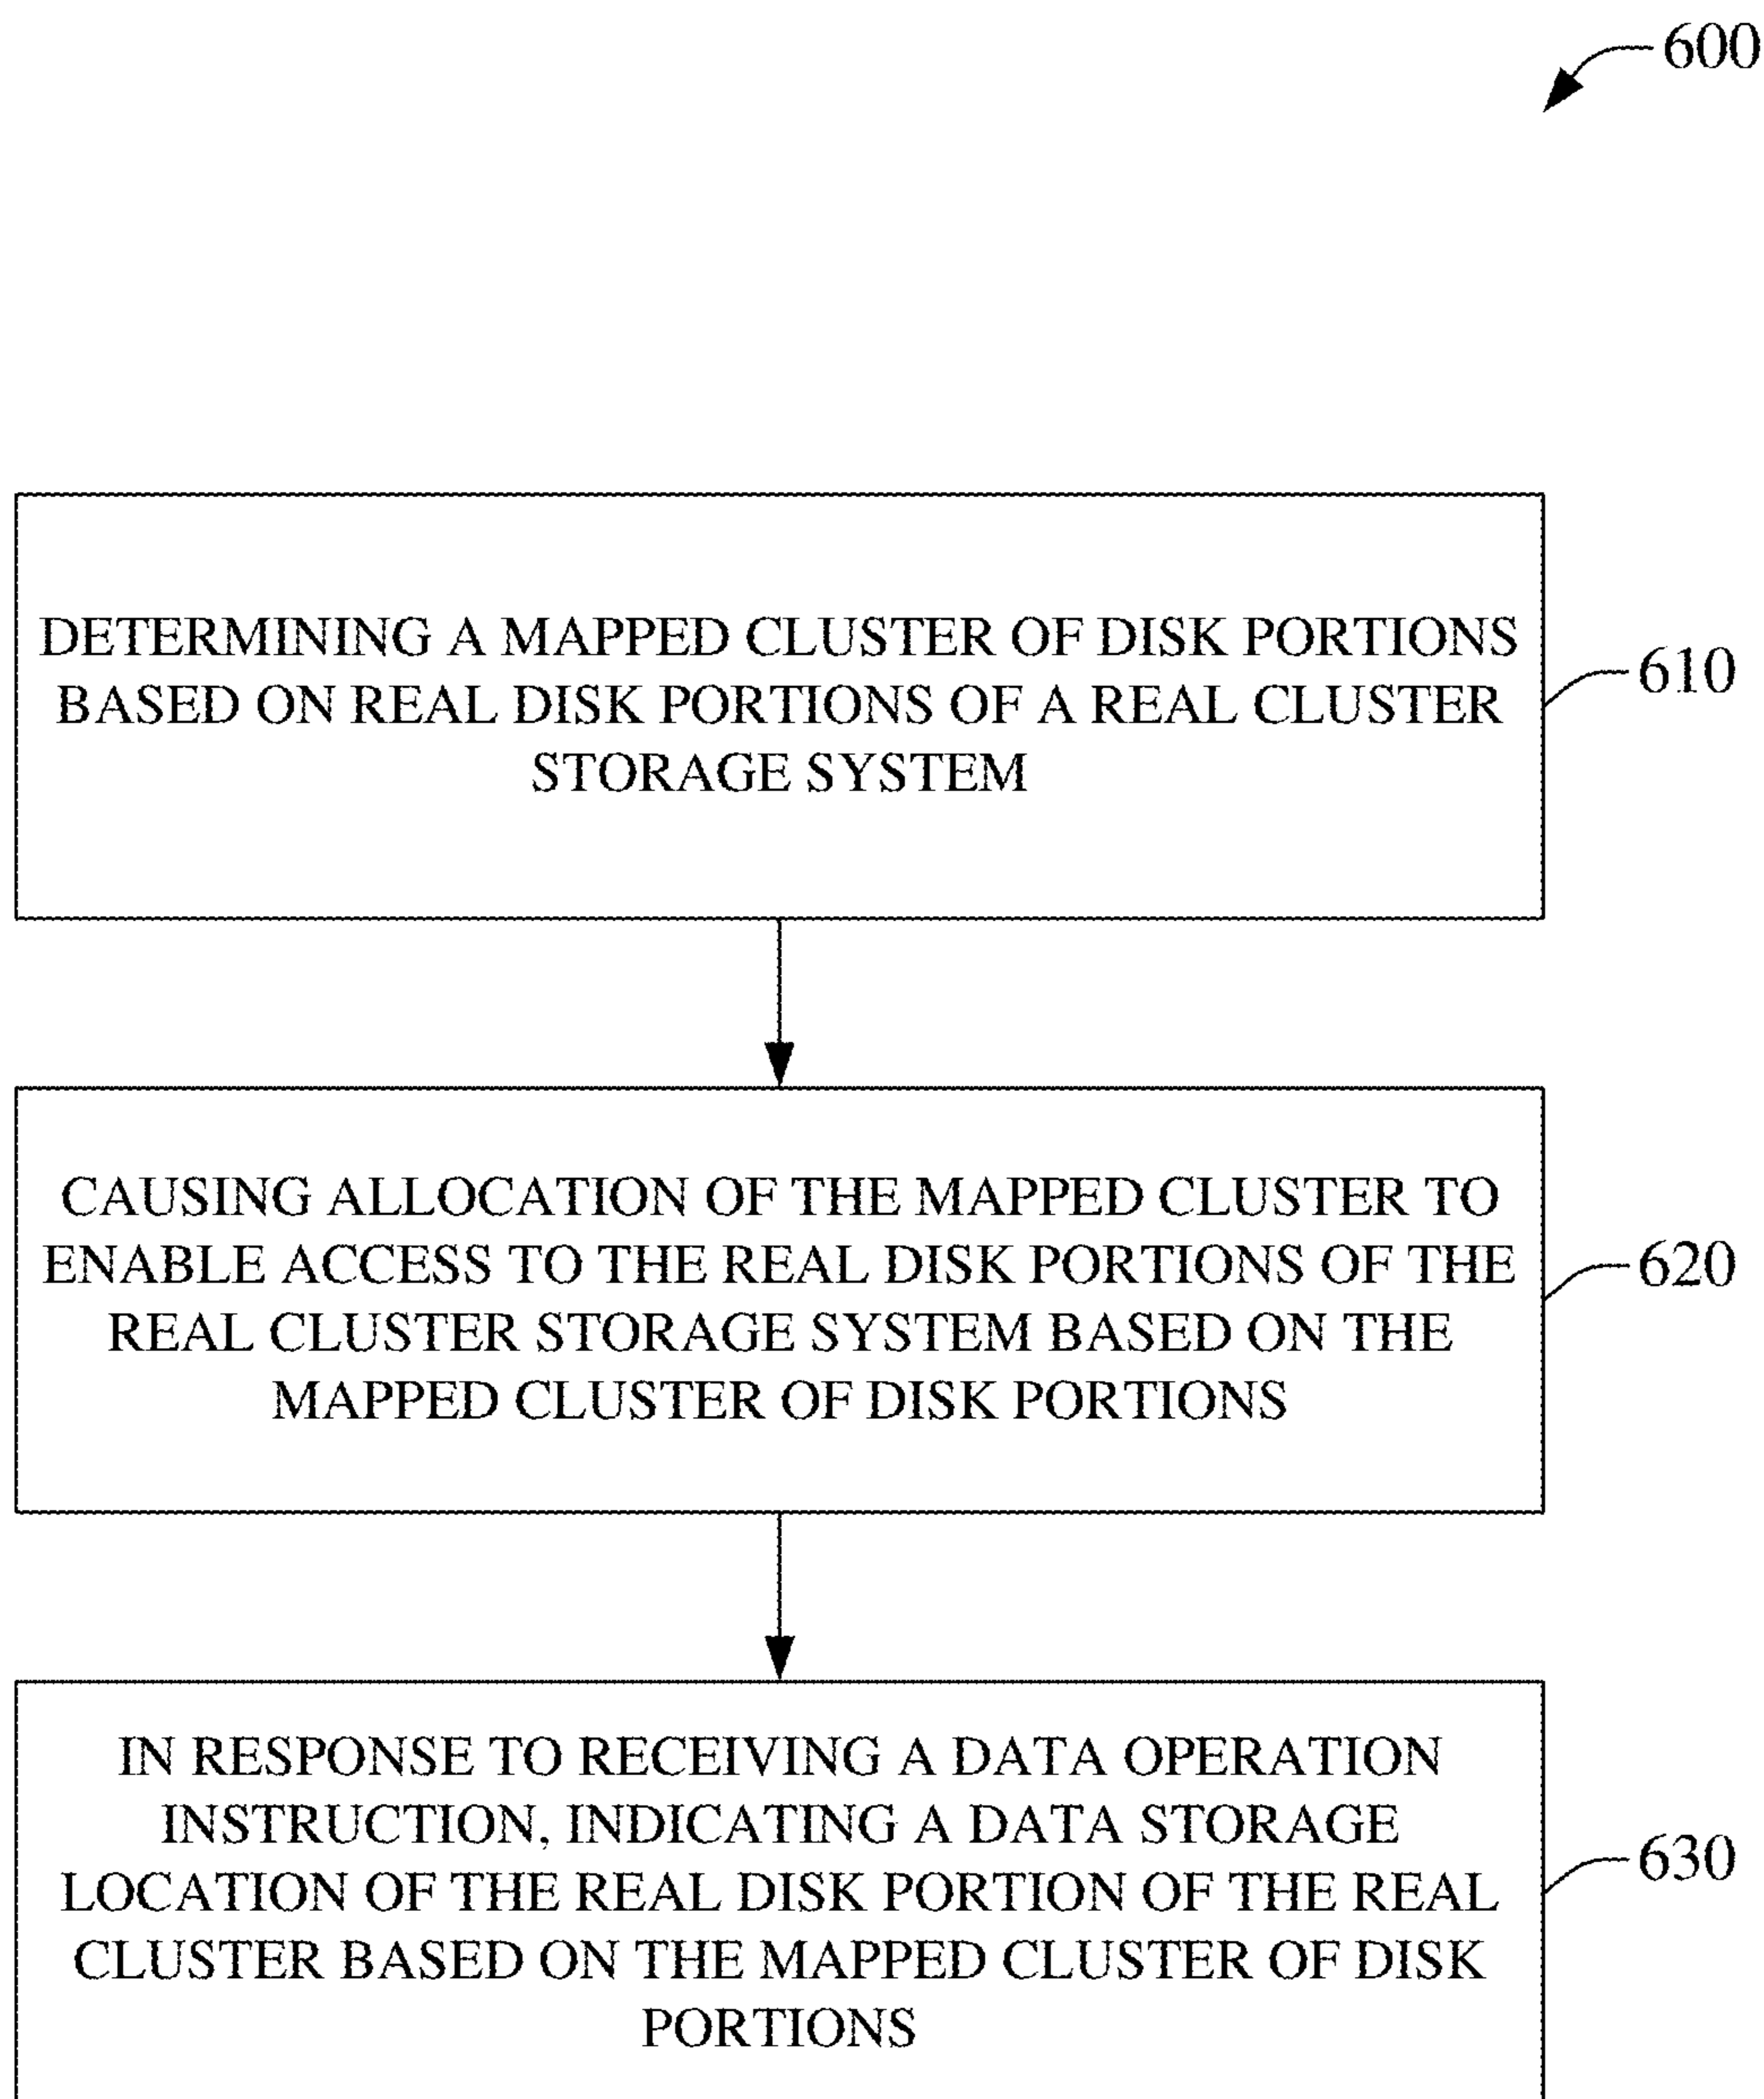 600
DETERMINING A MAPPED CLUSTER OF DISK PORTIONS
BASED ON REAL DISK PORTIONS OF A REAL CLUSTER
STORAGE SYSTEM
610
CAUSING ALLOCATION OF THE MAPPED CLUSTER TO
ENABLE ACCESS TO THE REAL DISK PORTIONS OF THE
REAL CLUSTER STORAGE SYSTEM BASED ON THE
MAPPED CLUSTER OF DISK PORTIONS
620
IN RESPONSE TO RECEIVING A DATA OPERATION
INSTRUCTION, INDICATING A DATA STORAGE
LOCATION OF THE REAL DISK PORTION OF THE REAL
CLUSTER BASED ON THE MAPPED CLUSTER OF DISK
PORTIONS
630